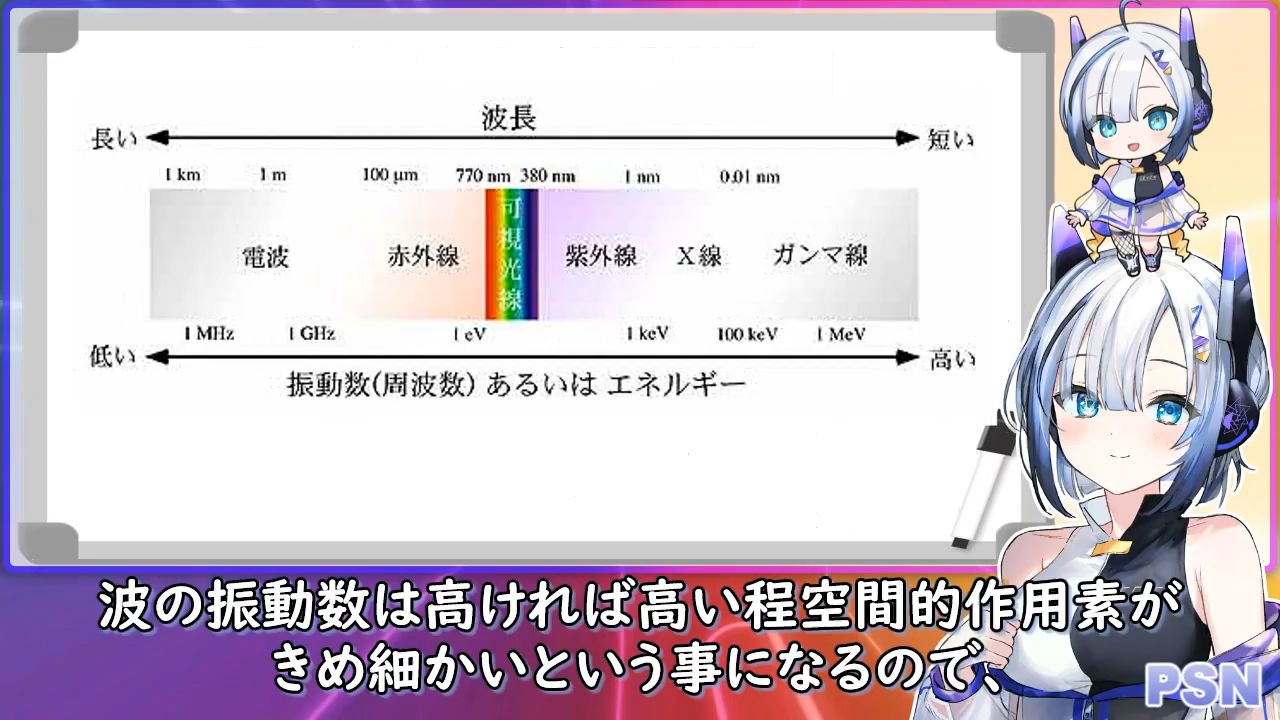 波長
長い
短い
1 km 1 m 100 μm 770 nm 380 nm 1 nm 0.01 nm
電波 赤外線 可視光線 紫外線 X線 ガンマ線
1 MHz 1 GHz 1 eV 1 keV 100 keV 1 MeV
低い
高い
振動数(周波数) あるいは エネルギー
波の振動数は高ければ高い程空間的作用素が
きめ細かいという事になるので、
PSN